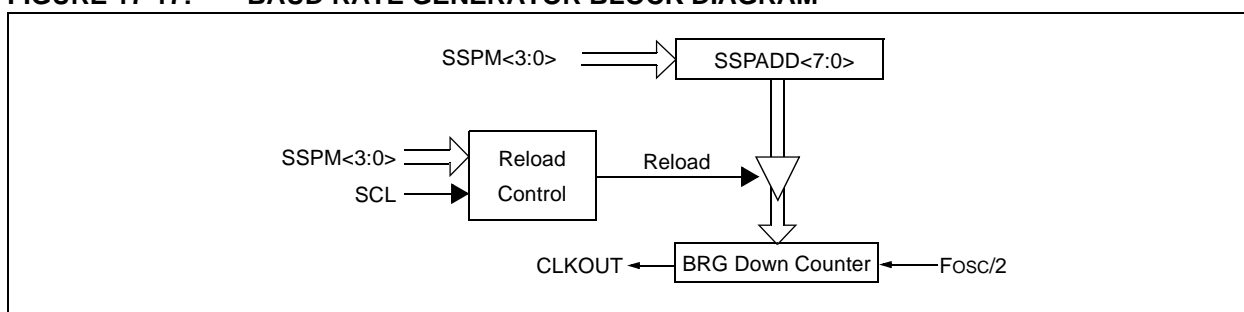 FIGURE 17-17: BAUD RATE GENERATOR BLOCK DIAGRAM
SSPM<3:0>
SSPADD<7:0>
SSPM<3:0>
SCL
Reload
Control
Reload
CLKOUT
BRG Down Counter
FOSC/2